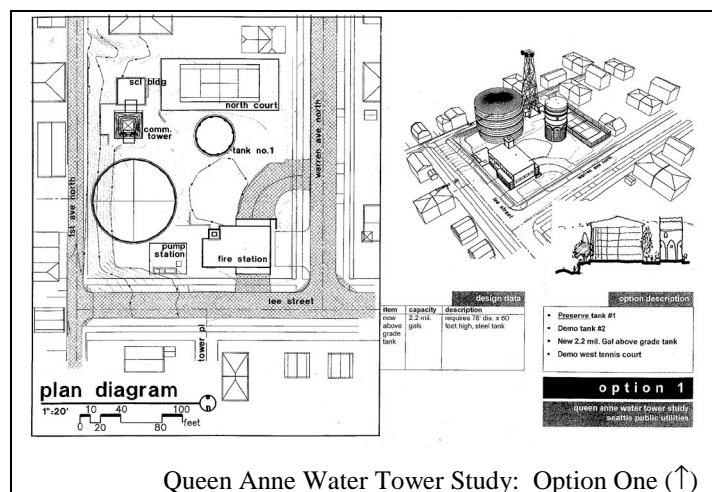 scl bldg
north court
comm.
tower
tank no.1
warren ave north
1st ave north
pump
station
fire station
lee street
tower pl
plan diagram
1":20'
10 40 100
0 20 80 feet
n
warren ave north
lee street
design data
item capacity description
new above grade tank
2.2 mil. gals
requires 78' dia. x 60 feet high, steel tank
option description
• Preserve tank #1
• Demo tank #2
• New 2.2 mil. Gal above grade tank
• Demo west tennis court
option 1
queen anne water tower study
seattle public utilities
Queen Anne Water Tower Study: Option One (↑)